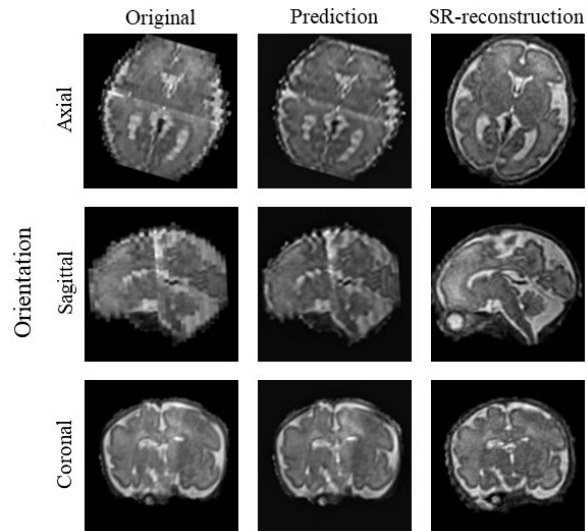 Original Prediction SR-reconstruction
Axial
Orientation
Sagittal
Coronal